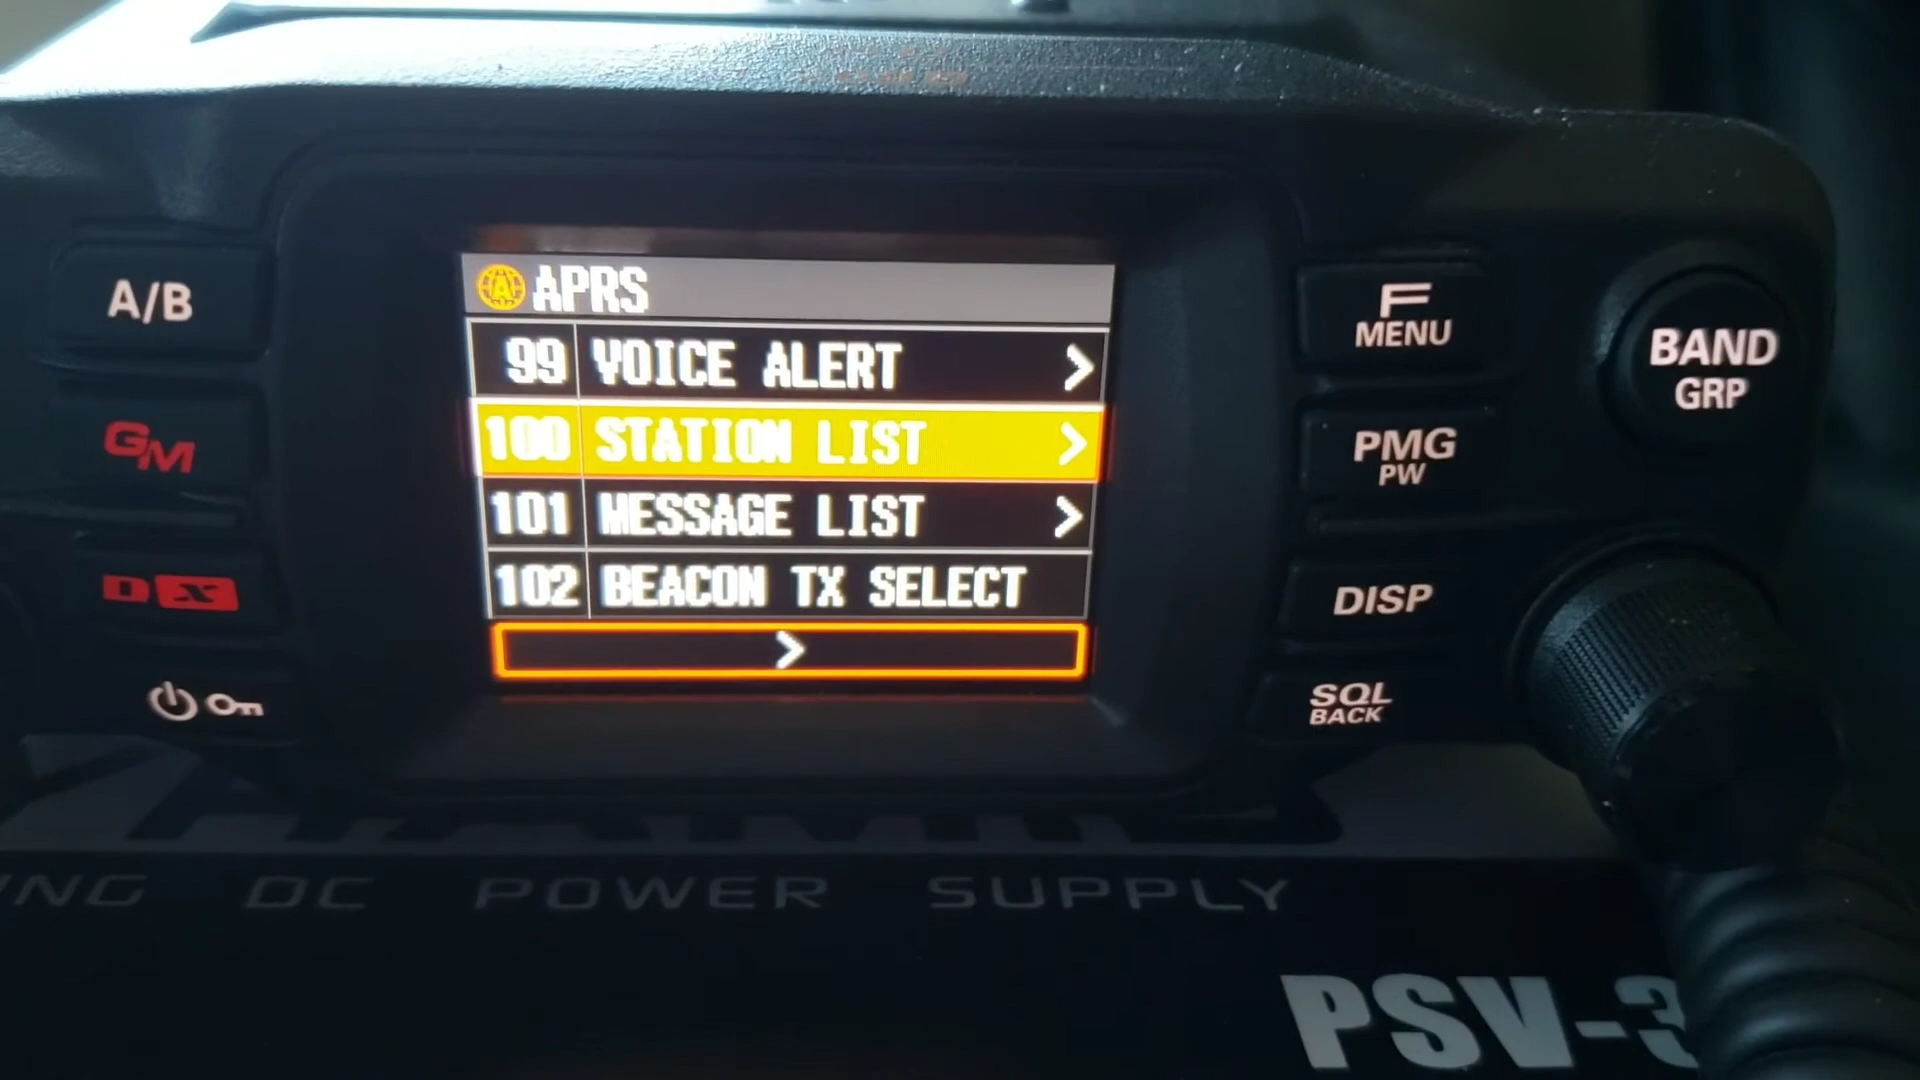 APRS
99 VOICE ALERT >
100 STATION LIST >
101 MESSAGE LIST >
102 BEACON TX SELECT
>
A/B
GM
D X
F
MENU
PMG
PW
DISP
SQL
BACK
BAND
GRP
DC POWER SUPPLY